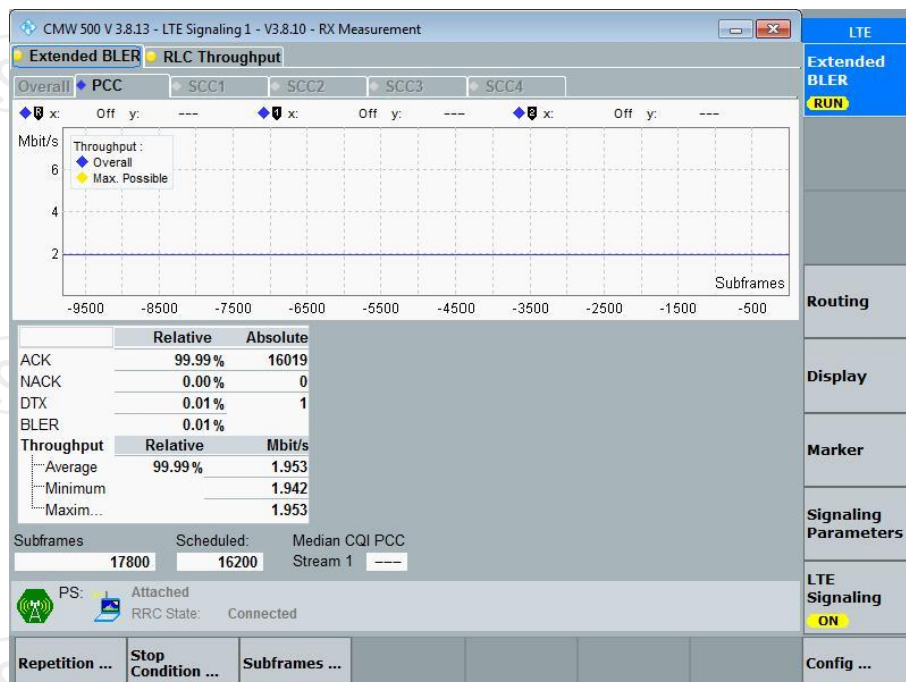 CMW 500 V 3.8.13 - LTE Signaling 1 - V3.8.10 - RX Measurement
LTE
Extended BLER RLC Throughput
Extended BLER
RUN
Overall PCC SCC1 SCC2 SCC3 SCC4
R x: Off y: --- 1 x: Off y: --- 2 x: Off y: ---
Mbit/s
Throughput :
Overall
Max. Possible
6
4
2
Subframes
-9500 -8500 -7500 -6500 -5500 -4500 -3500 -2500 -1500 -500
Routing
Display
Marker
Signaling Parameters
LTE Signaling
ON
Relative Absolute
ACK 99.99 % 16019
NACK 0.00 % 0
DTX 0.01 % 1
BLER 0.01 %
Throughput Relative Mbit/s
Average 99.99 % 1.953
Minimum 1.942
Maxim... 1.953
Subframes Scheduled: Median CQI PCC
17800 16200 Stream 1 ---
PS: Attached
RRC State: Connected
Repetition ... Stop Condition ... Subframes ... Config ...